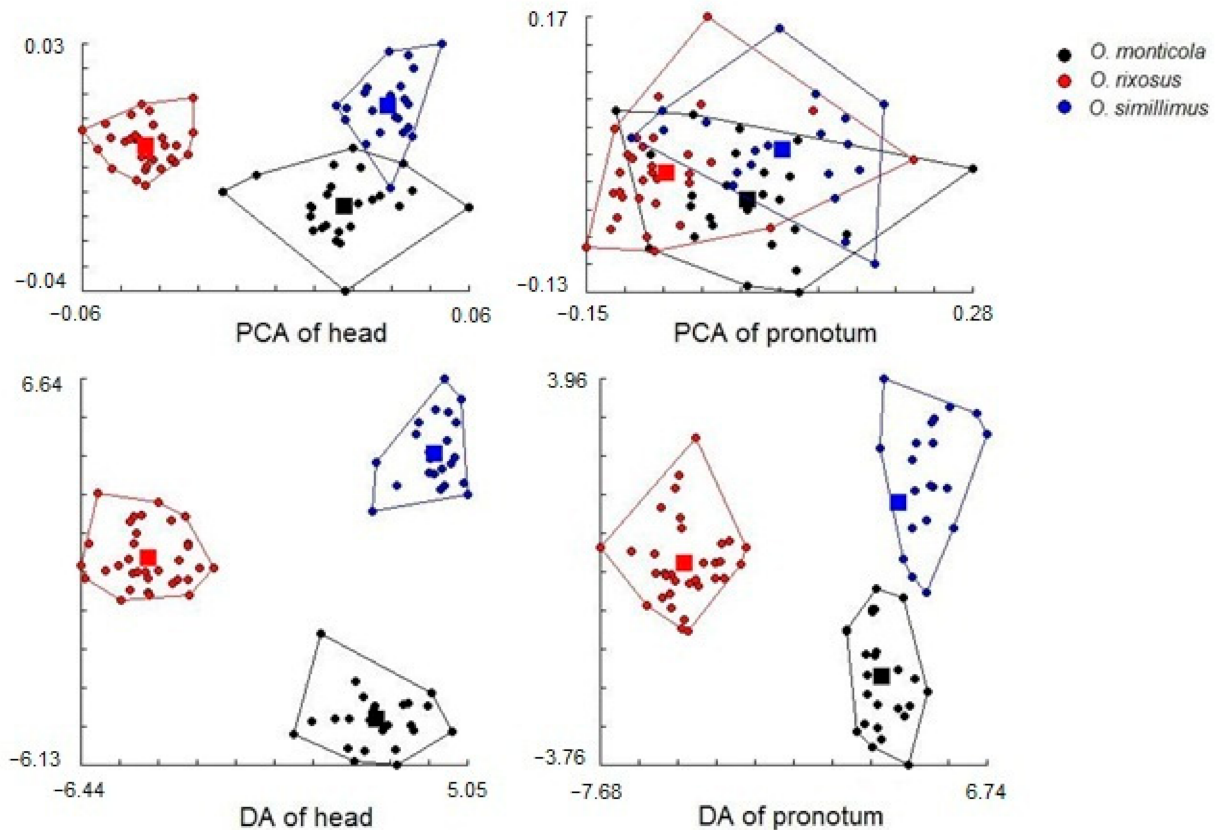 0.03
−0.04
−0.06
0.06
PCA of head
0.17
−0.13
−0.15
0.28
PCA of pronotum
O. monticola
O. rixosus
O. simillimus
6.64
−6.13
−6.44
5.05
DA of head
3.96
−3.76
−7.68
6.74
DA of pronotum